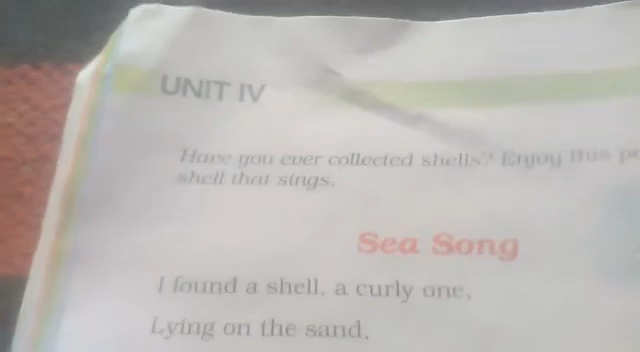 UNIT IV
Have you ever collected shells? Enjoy this
shell that sings.
Sea Song
I found a shell, a curly one,
Lying on the sand,